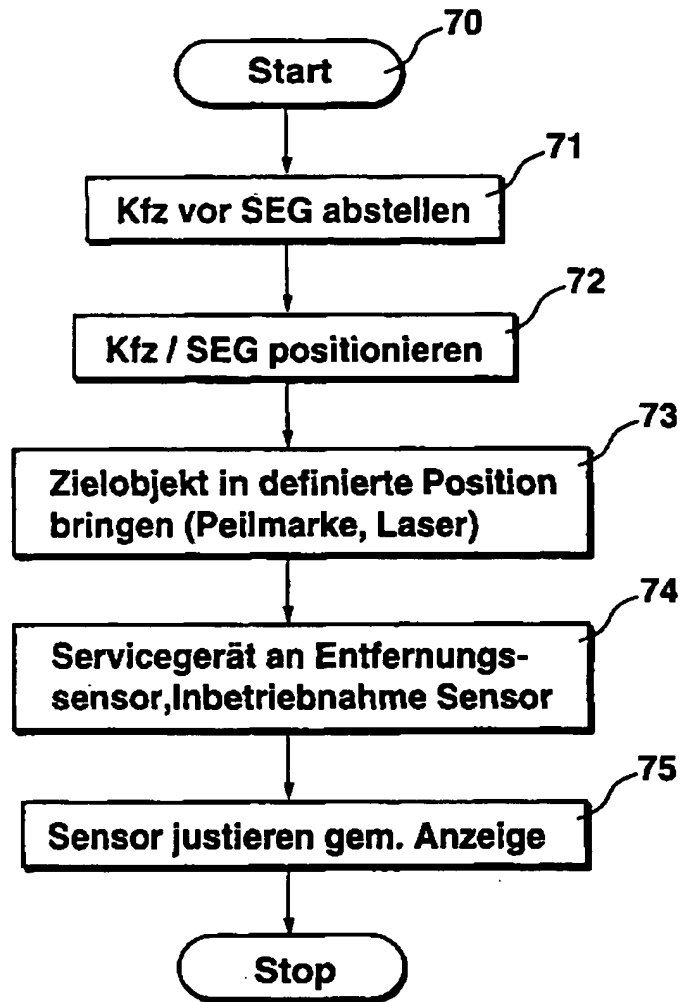 70
Start
71
Kfz vor SEG abstellen
72
Kfz / SEG positionieren
73
Zielobjekt in definierte Position
bringen (Peilmarke, Laser)
74
Servicegerät an Entfernungs-
sensor,Inbetriebnahme Sensor
75
Sensor justieren gem. Anzeige
Stop